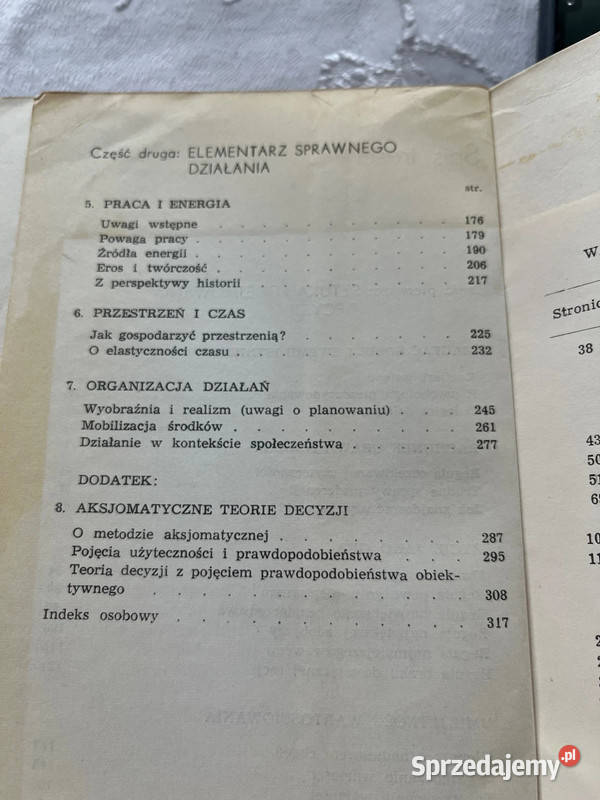 Część druga: ELEMENTARZ SPRAWNEGO
DZIAŁANIA
str.
5. PRACA I ENERGIA
Uwagi wstępne . . . . . . . . . . . 176
Powaga pracy . . . . . . . . . . . 179
Źródła energii . . . . . . . . . . . 190
Eros i twórczość . . . . . . . . . . . 206
Z perspektywy historii . . . . . . . . . 217
6. PRZESTRZEŃ I CZAS
Jak gospodarzyć przestrzenią? . . . . . . . 225
O elastyczności czasu . . . . . . . . . . 232
7. ORGANIZACJA DZIAŁAŃ
Wyobraźnia i realizm (uwagi o planowaniu) . . . 245
Mobilizacja środków . . . . . . . . . . 261
Działanie w kontekście społeczeństwa . . . . . 277
DODATEK:
8. AKSJOMATYCZNE TEORIE DECYZJI
O metodzie aksjomatycznej . . . . . . . . 287
Pojęcia użyteczności i prawdopodobieństwa . . . 295
Teoria decyzji z pojęciem prawdopodobieństwa obiek-
tywnego . . . . . . . . . . . . 308
Indeks osobowy . . . . . . . . . . . . 317
W
Stronic
38
43
50
51
69
10
11
Sprzedajemy.pl